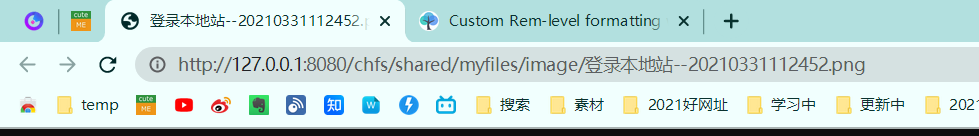 cute
ME
登录本地站--20210331112452.p
Custom Rem-level formatting
http://127.0.0.1:8080/chfs/shared/myfiles/image/登录本地站--20210331112452.png
temp
cute
ME
知
W
搜索
素材
2021好网址
学习中
更新中
202